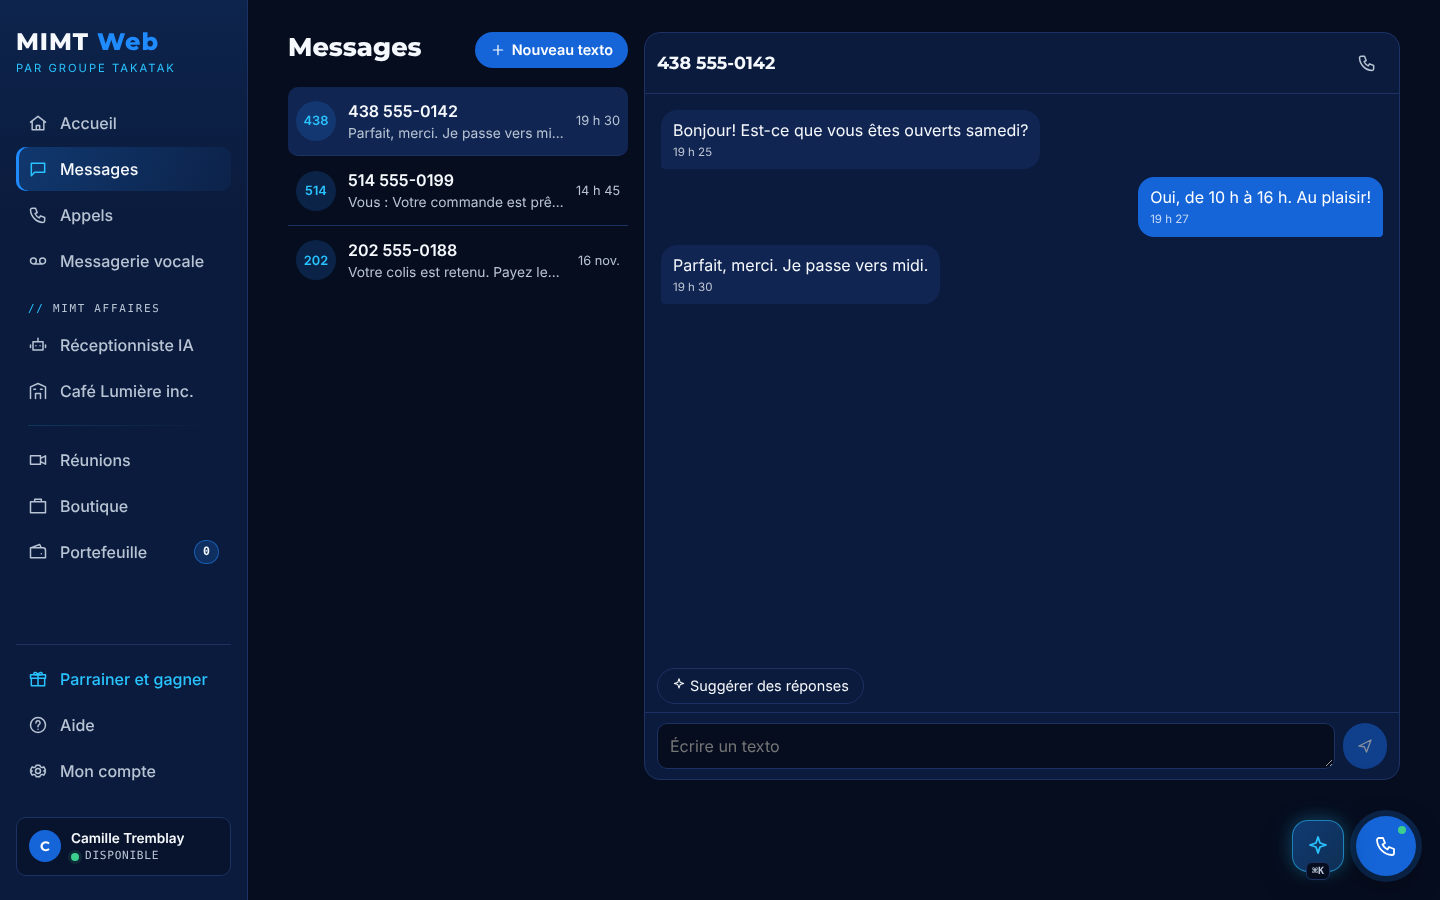 MIMT Web
PAR GROUPE TAKATAK
Accueil
Messages
Appels
Messagerie vocale
// MIMT AFFAIRES
Réceptionniste IA
Café Lumière inc.
Réunions
Boutique
Portefeuille 0
Parrainer et gagner
Aide
Mon compte
C
Camille Tremblay
DISPONIBLE
Messages
+ Nouveau texto
438
438 555-0142
Parfait, merci. Je passe vers mi...
19 h 30
514
514 555-0199
Vous : Votre commande est prê...
14 h 45
202
202 555-0188
Votre colis est retenu. Payez le...
16 nov.
438 555-0142
Bonjour! Est-ce que vous êtes ouverts samedi?
19 h 25
Oui, de 10 h à 16 h. Au plaisir!
19 h 27
Parfait, merci. Je passe vers midi.
19 h 30
Suggérer des réponses
Écrire un texto
⌘K